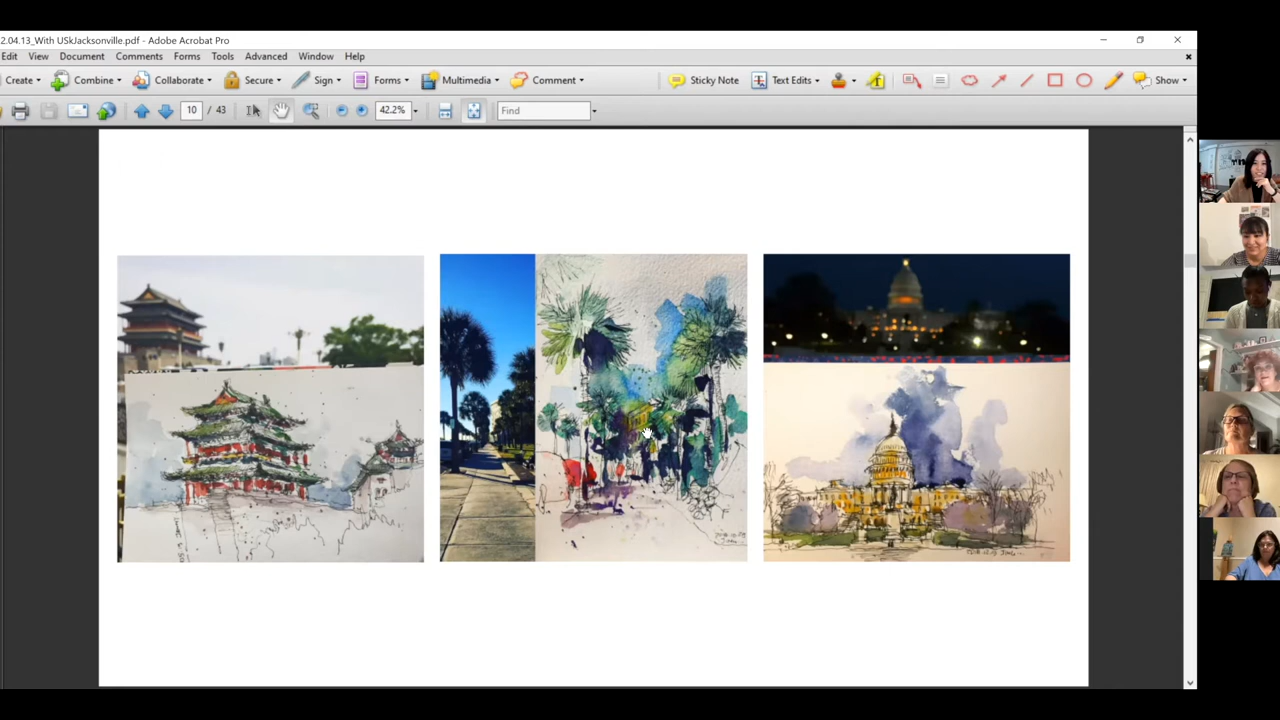 2.04.13_With USkJacksonville.pdf - Adobe Acrobat Pro
Edit View Document Comments Forms Tools Advanced Window Help
Create Combine Collaborate Secure Sign Forms Multimedia Comment Sticky Note Text Edits Show
10 / 43 42.2% Find